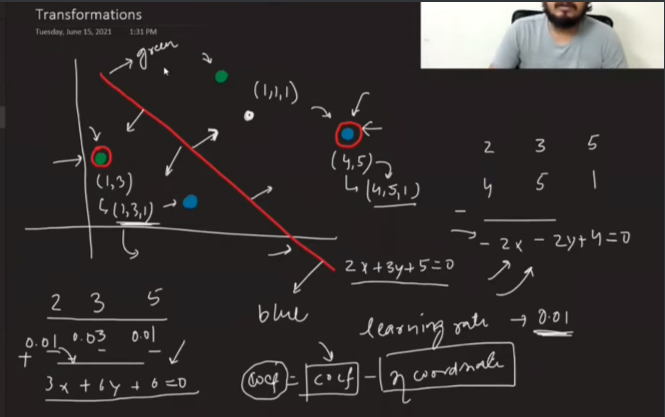 Transformations
Tuesday, June 15, 2021 1:31 PM
green
(1,1,1)
(1,3)
(1,3,1)
(4,5)
(4,5,1)
2 3 5
4 5 1
-
- 2x - 2y + 4 = 0
2x + 3y + 5 = 0
blue
2 3 5
0.01 0.03 0.01
+
3x + 6y + 6 = 0
learning rate → 0.01
coef = coef - η coordinate